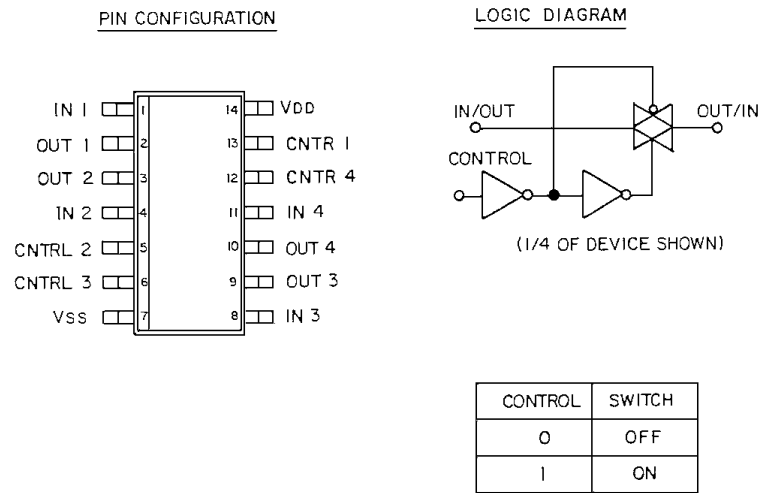 PIN CONFIGURATION
IN 1 1 14 VDD
OUT 1 2 13 CNTR 1
OUT 2 3 12 CNTR 4
IN 2 4 11 IN 4
CNTRL 2 5 10 OUT 4
CNTRL 3 6 9 OUT 3
VSS 7 8 IN 3
LOGIC DIAGRAM
IN/OUT OUT/IN
CONTROL
(1/4 OF DEVICE SHOWN)
CONTROL SWITCH
0 OFF
1 ON